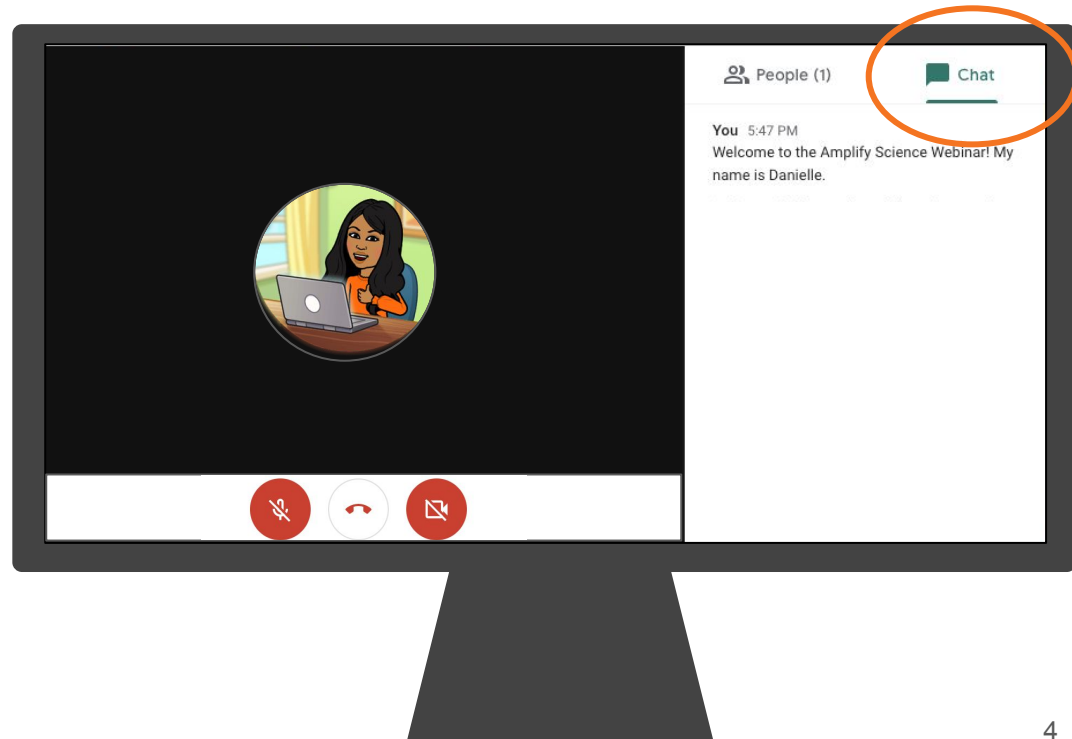 People (1)
Chat
You 5:47 PM
Welcome to the Amplify Science Webinar! My
name is Danielle.
4